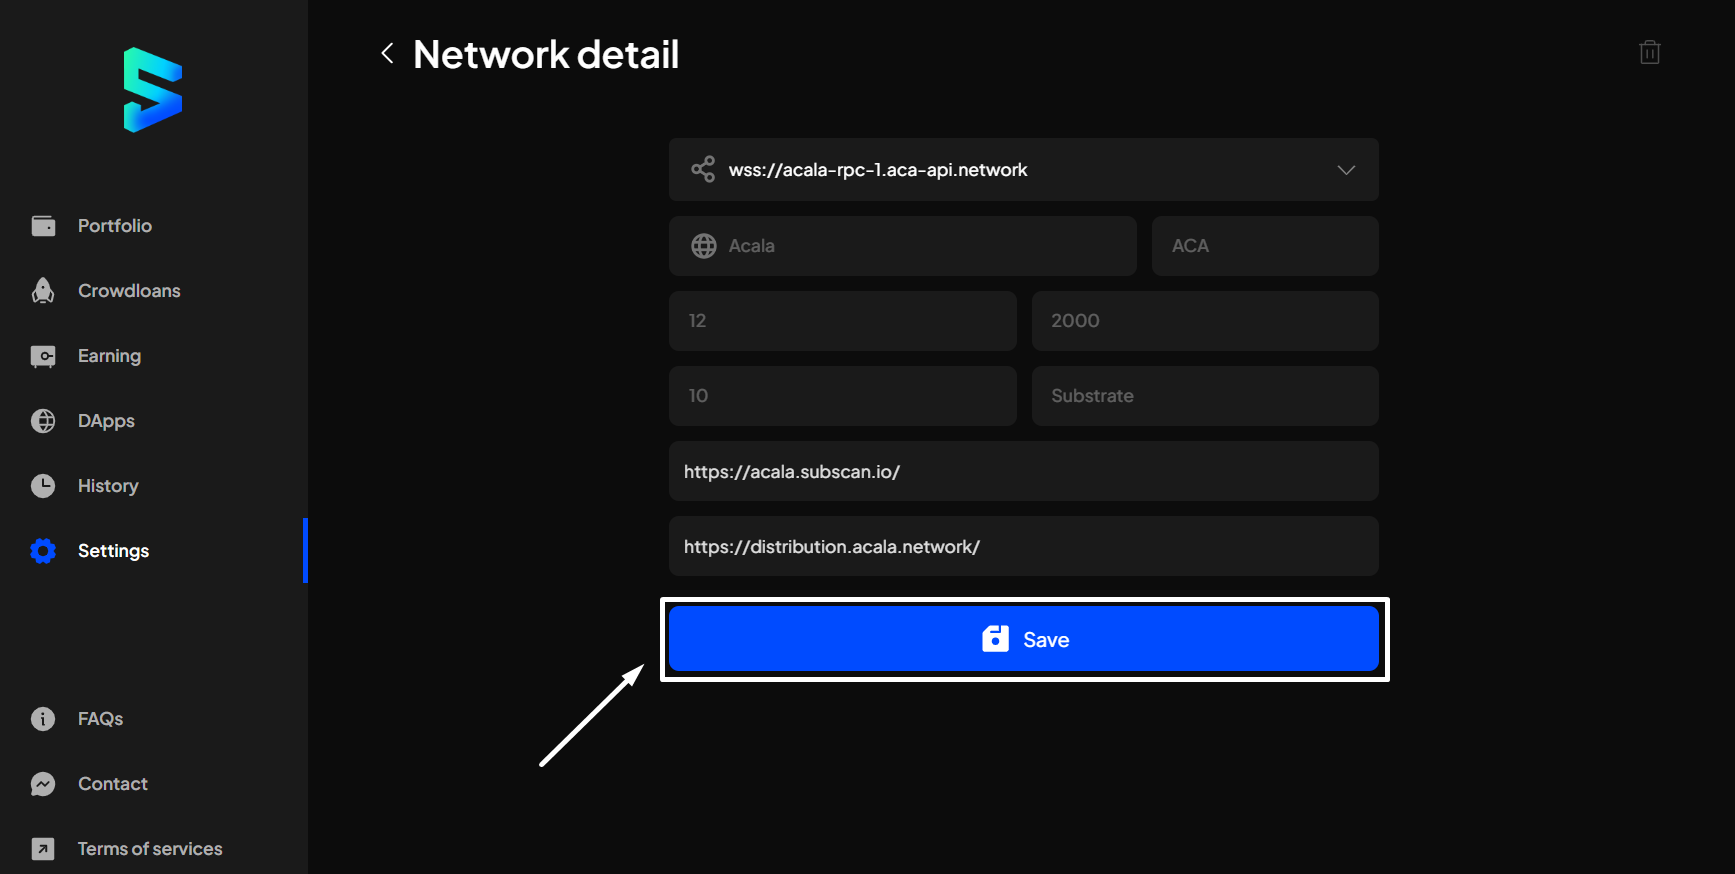 Network detail
Portfolio
Crowdloans
Earning
DApps
History
Settings
FAQs
Contact
Terms of services
wss://acala-rpc-1.aca-api.network
Acala
ACA
12
2000
10
Substrate
https://acala.subscan.io/
https://distribution.acala.network/
Save